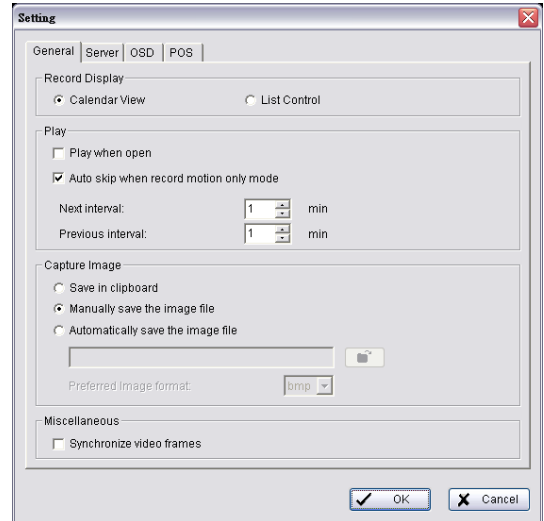 Setting
General Server OSD POS
Record Display
Calendar View List Control
Play
Play when open
Auto skip when record motion only mode
Next interval: 1 min
Previous interval: 1 min
Capture Image
Save in clipboard
Manually save the image file
Automatically save the image file
Preferred Image format: bmp
Miscellaneous
Synchronize video frames
OK Cancel